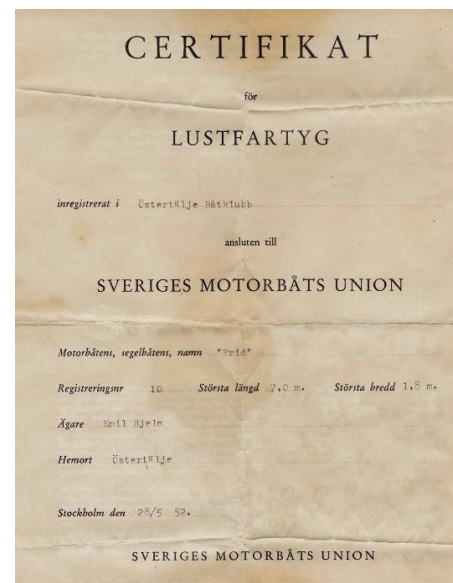 CERTIFIKAT
för
LUSTFARTYG
inregistrerat i Östertälje Båtklubb
ansluten till
SVERIGES MOTORBÅTS UNION
Motorbåtens, segelbåtens, namn "Frid"
Registreringsnr 10 Största längd 7,0 m. Största bredd 1,8 m.
Ägare Emil Hjelm
Hemort Östertälje
Stockholm den 28/5 52.
SVERIGES MOTORBÅTS UNION